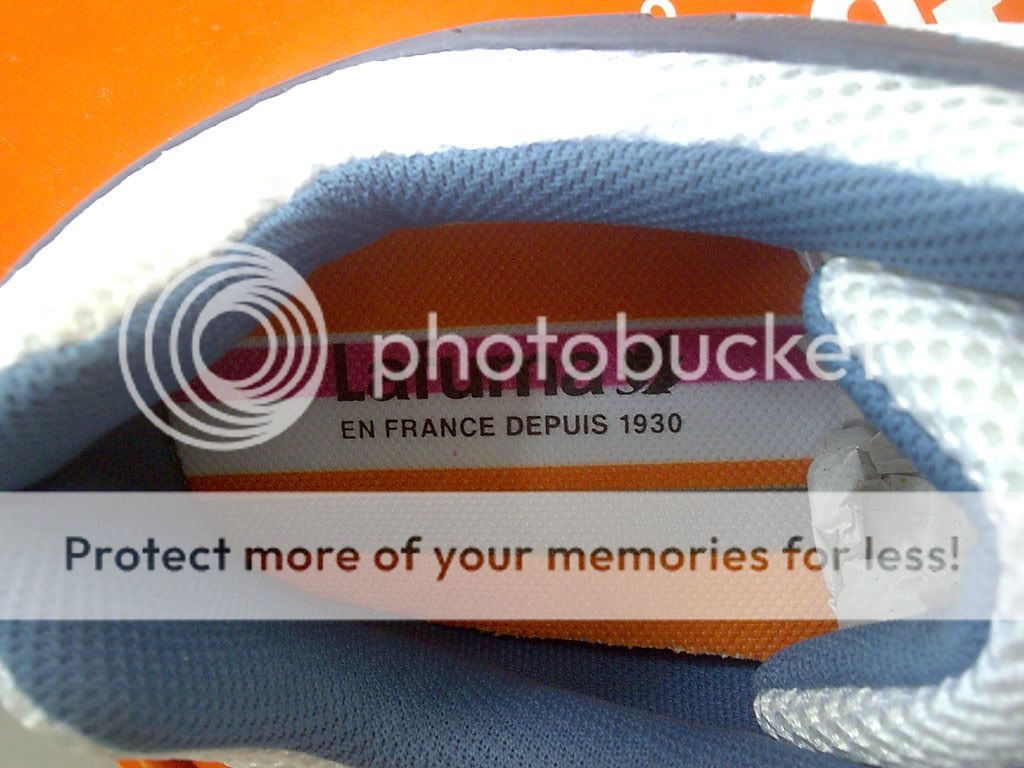 photobucket
Lafuma
EN FRANCE DEPUIS 1930
Protect more of your memories for less!